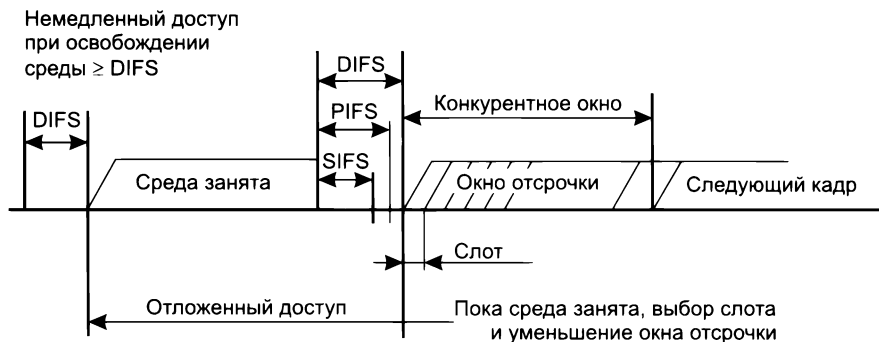 Немедленный доступ
при освобождении
среды ≥ DIFS
DIFS
DIFS
PIFS
SIFS
Конкурентное окно
Среда занята
Окно отсрочки
Следующий кадр
Слот
Отложенный доступ
Пока среда занята, выбор слота
и уменьшение окна отсрочки